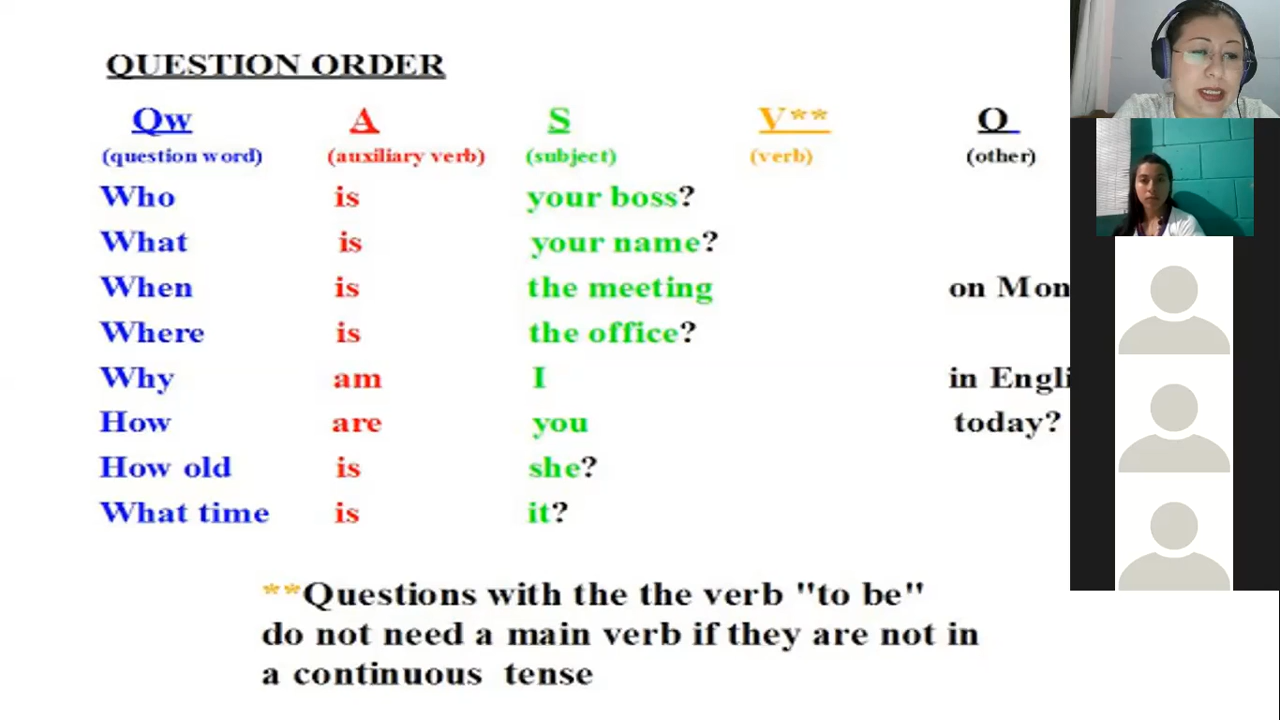 QUESTION ORDER
Qw A S V** O
(question word) (auxiliary verb) (subject) (verb) (other)
Who is your boss?
What is your name?
When is the meeting on
Where is the office?
Why am I in
How are you today?
How old is she?
What time is it?
**Questions with the the verb "to be"
do not need a main verb if they are not in
a continuous tense